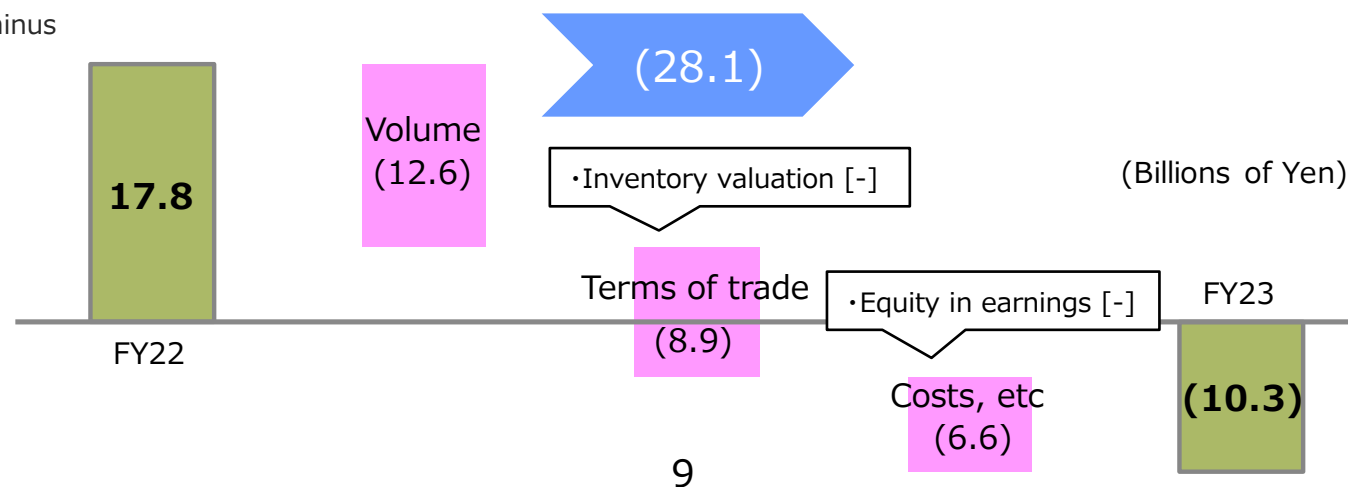 (28.1)
Volume
(12.6)
・Inventory valuation [-]
(Billions of Yen)
17.8
Terms of trade
(8.9)
・Equity in earnings [-]
FY23
FY22
Costs, etc
(6.6)
(10.3)
9